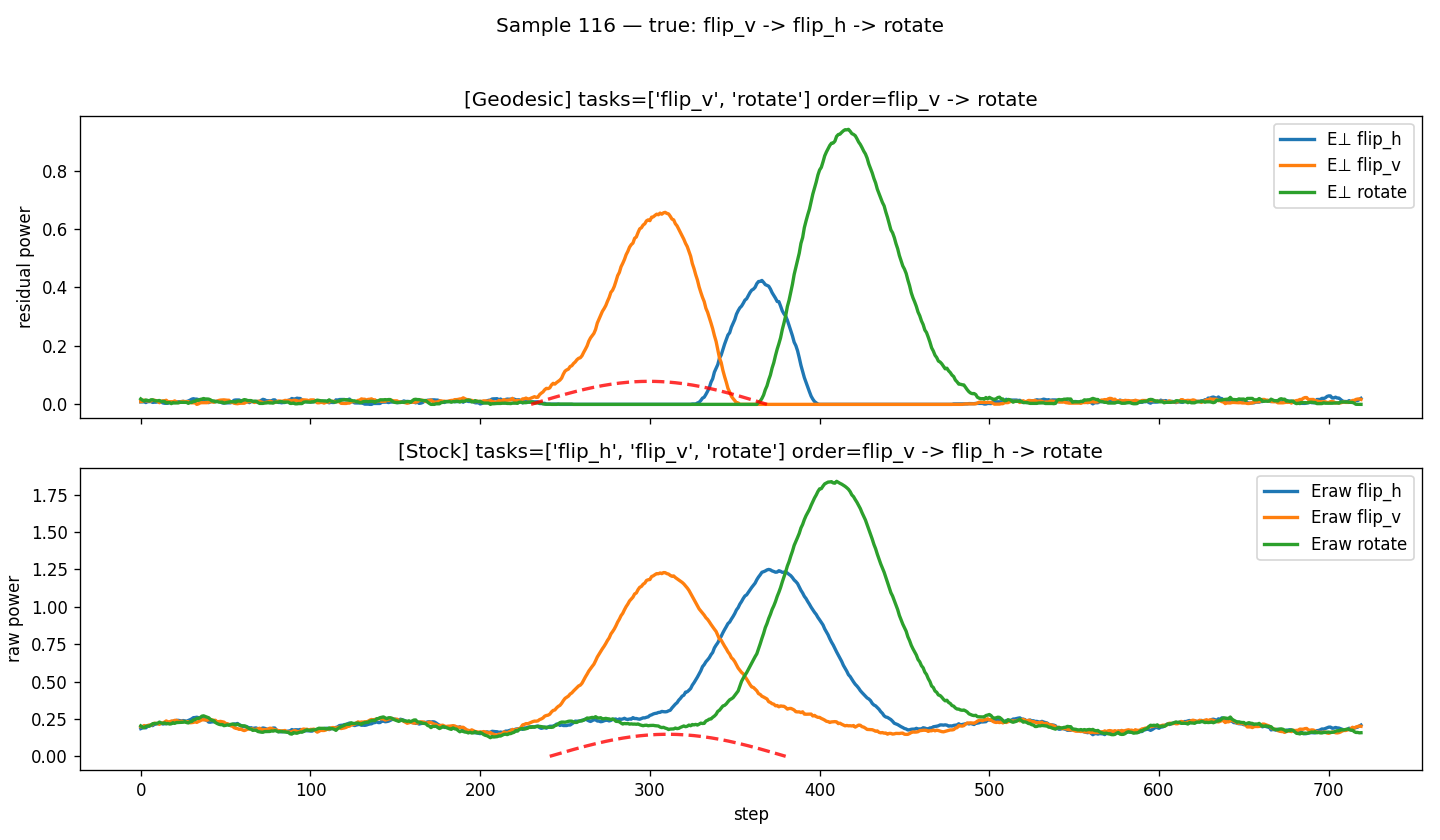 Sample 116 — true: flip_v -> flip_h -> rotate
[Geodesic] tasks=['flip_v', 'rotate'] order=flip_v -> rotate
residual power
0.8
0.6
0.4
0.2
0.0
E⊥ flip_h
E⊥ flip_v
E⊥ rotate
[Stock] tasks=['flip_h', 'flip_v', 'rotate'] order=flip_v -> flip_h -> rotate
raw power
1.75
1.50
1.25
1.00
0.75
0.50
0.25
0.00
Eraw flip_h
Eraw flip_v
Eraw rotate
0 100 200 300 400 500 600 700
step